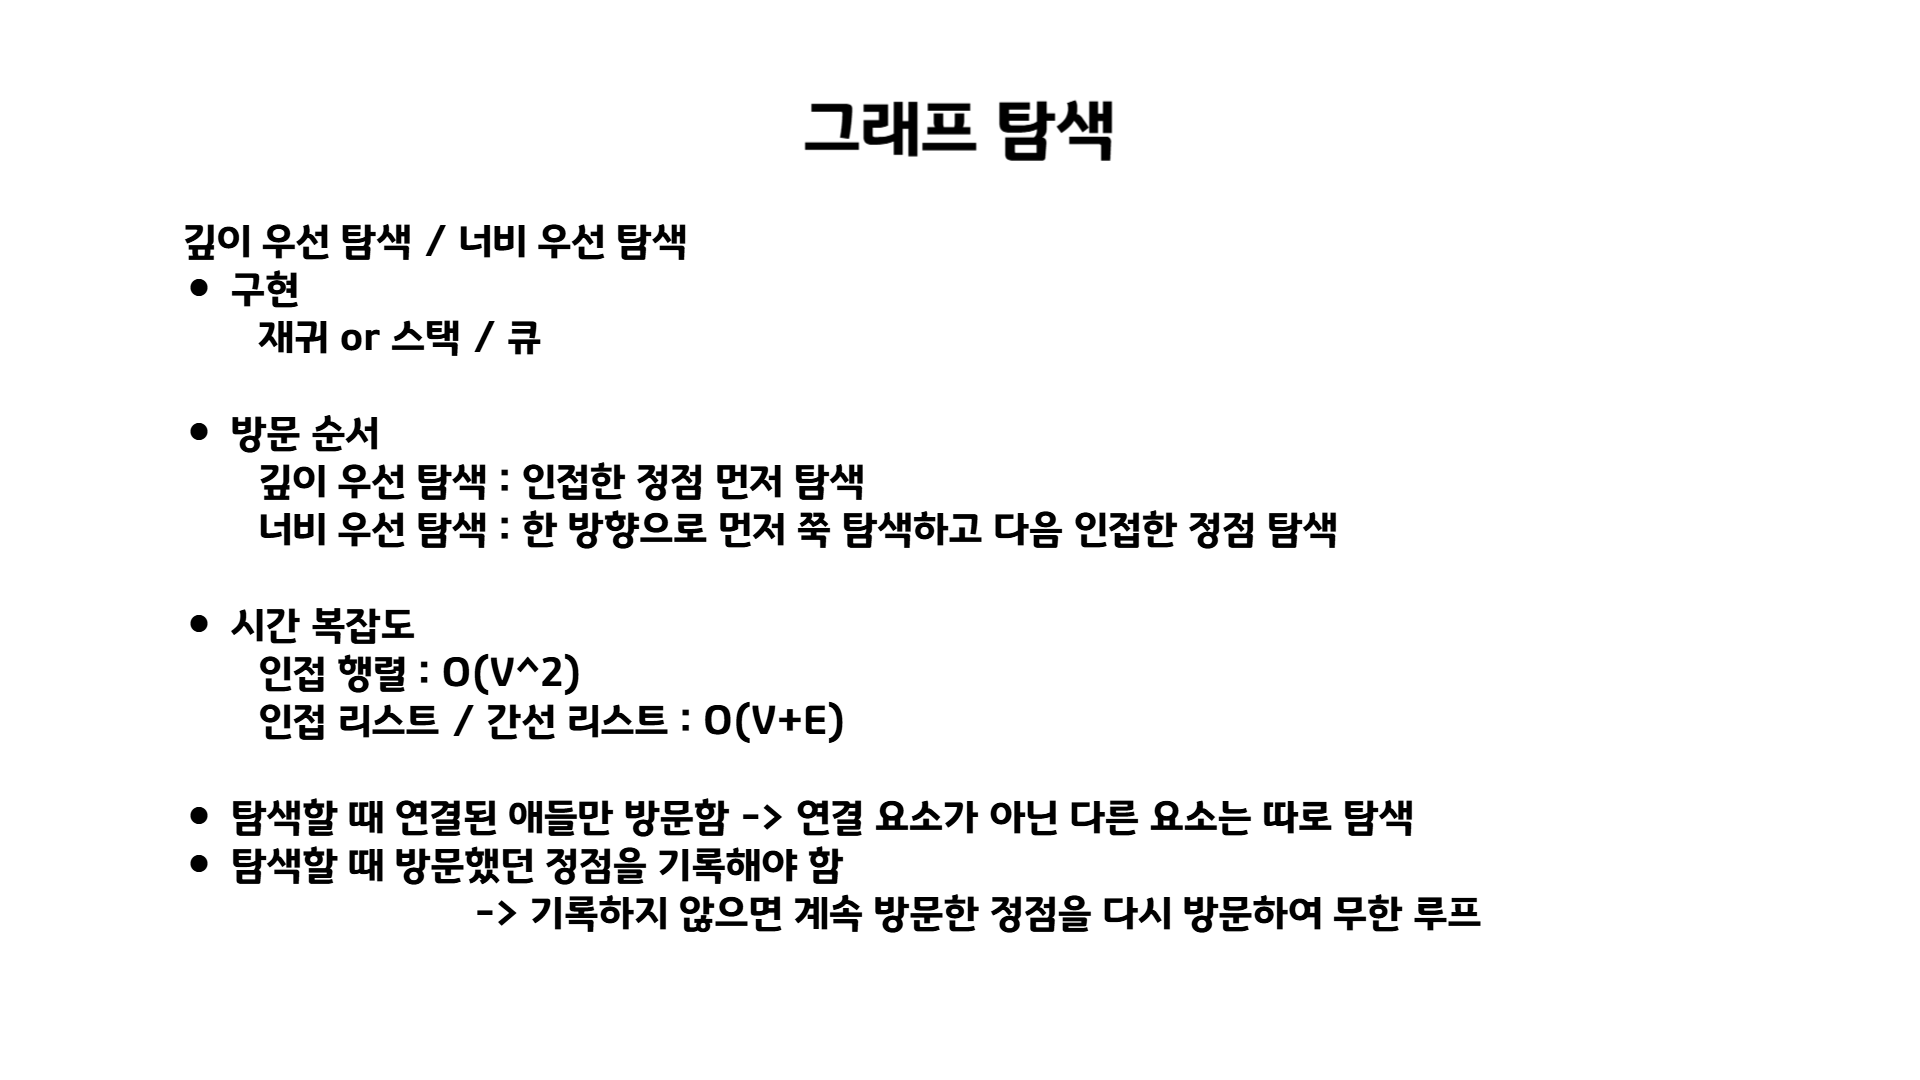 그래프 탐색
깊이 우선 탐색 / 너비 우선 탐색
● 구현
재귀 or 스택 / 큐
● 방문 순서
깊이 우선 탐색 : 인접한 정점 먼저 탐색
너비 우선 탐색 : 한 방향으로 먼저 쭉 탐색하고 다음 인접한 정점 탐색
● 시간 복잡도
인접 행렬 : O(V^2)
인접 리스트 / 간선 리스트 : O(V+E)
● 탐색할 때 연결된 애들만 방문함 -> 연결 요소가 아닌 다른 요소는 따로 탐색
● 탐색할 때 방문했던 정점을 기록해야 함
-> 기록하지 않으면 계속 방문한 정점을 다시 방문하여 무한 루프